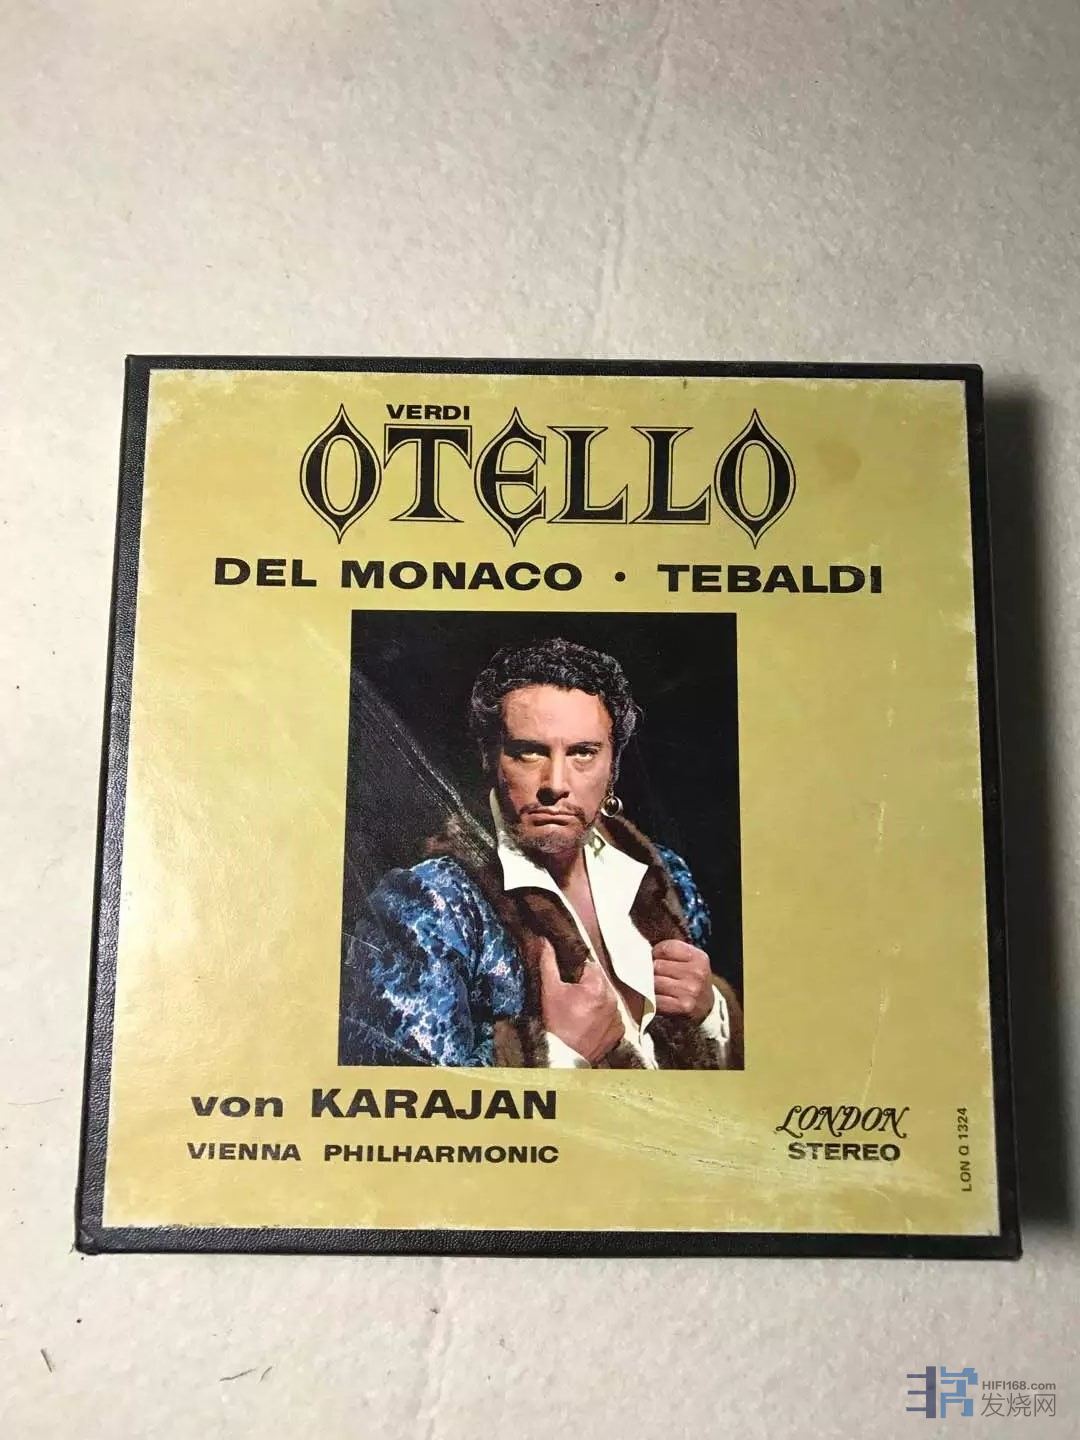 VERDI
OTELLO
DEL MONACO · TEBALDI
von KARAJAN
VIENNA PHILHARMONIC
LONDON
STEREO
LON Q 1324
HIFI168.com
发烧网